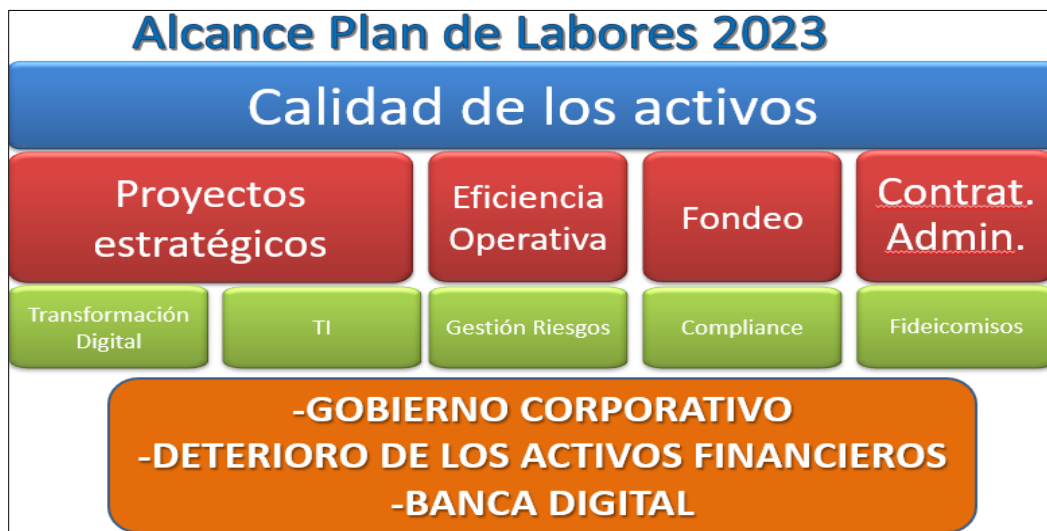 Alcance Plan de Labores 2023
Calidad de los activos
Proyectos
estratégicos
Eficiencia
Operativa
Fondeo
Contrat.
Admin.
Transformación
Digital
TI
Gestión Riesgos
Compliance
Fideicomisos
-GOBIERNO CORPORATIVO
-DETERIORO DE LOS ACTIVOS FINANCIEROS
-BANCA DIGITAL